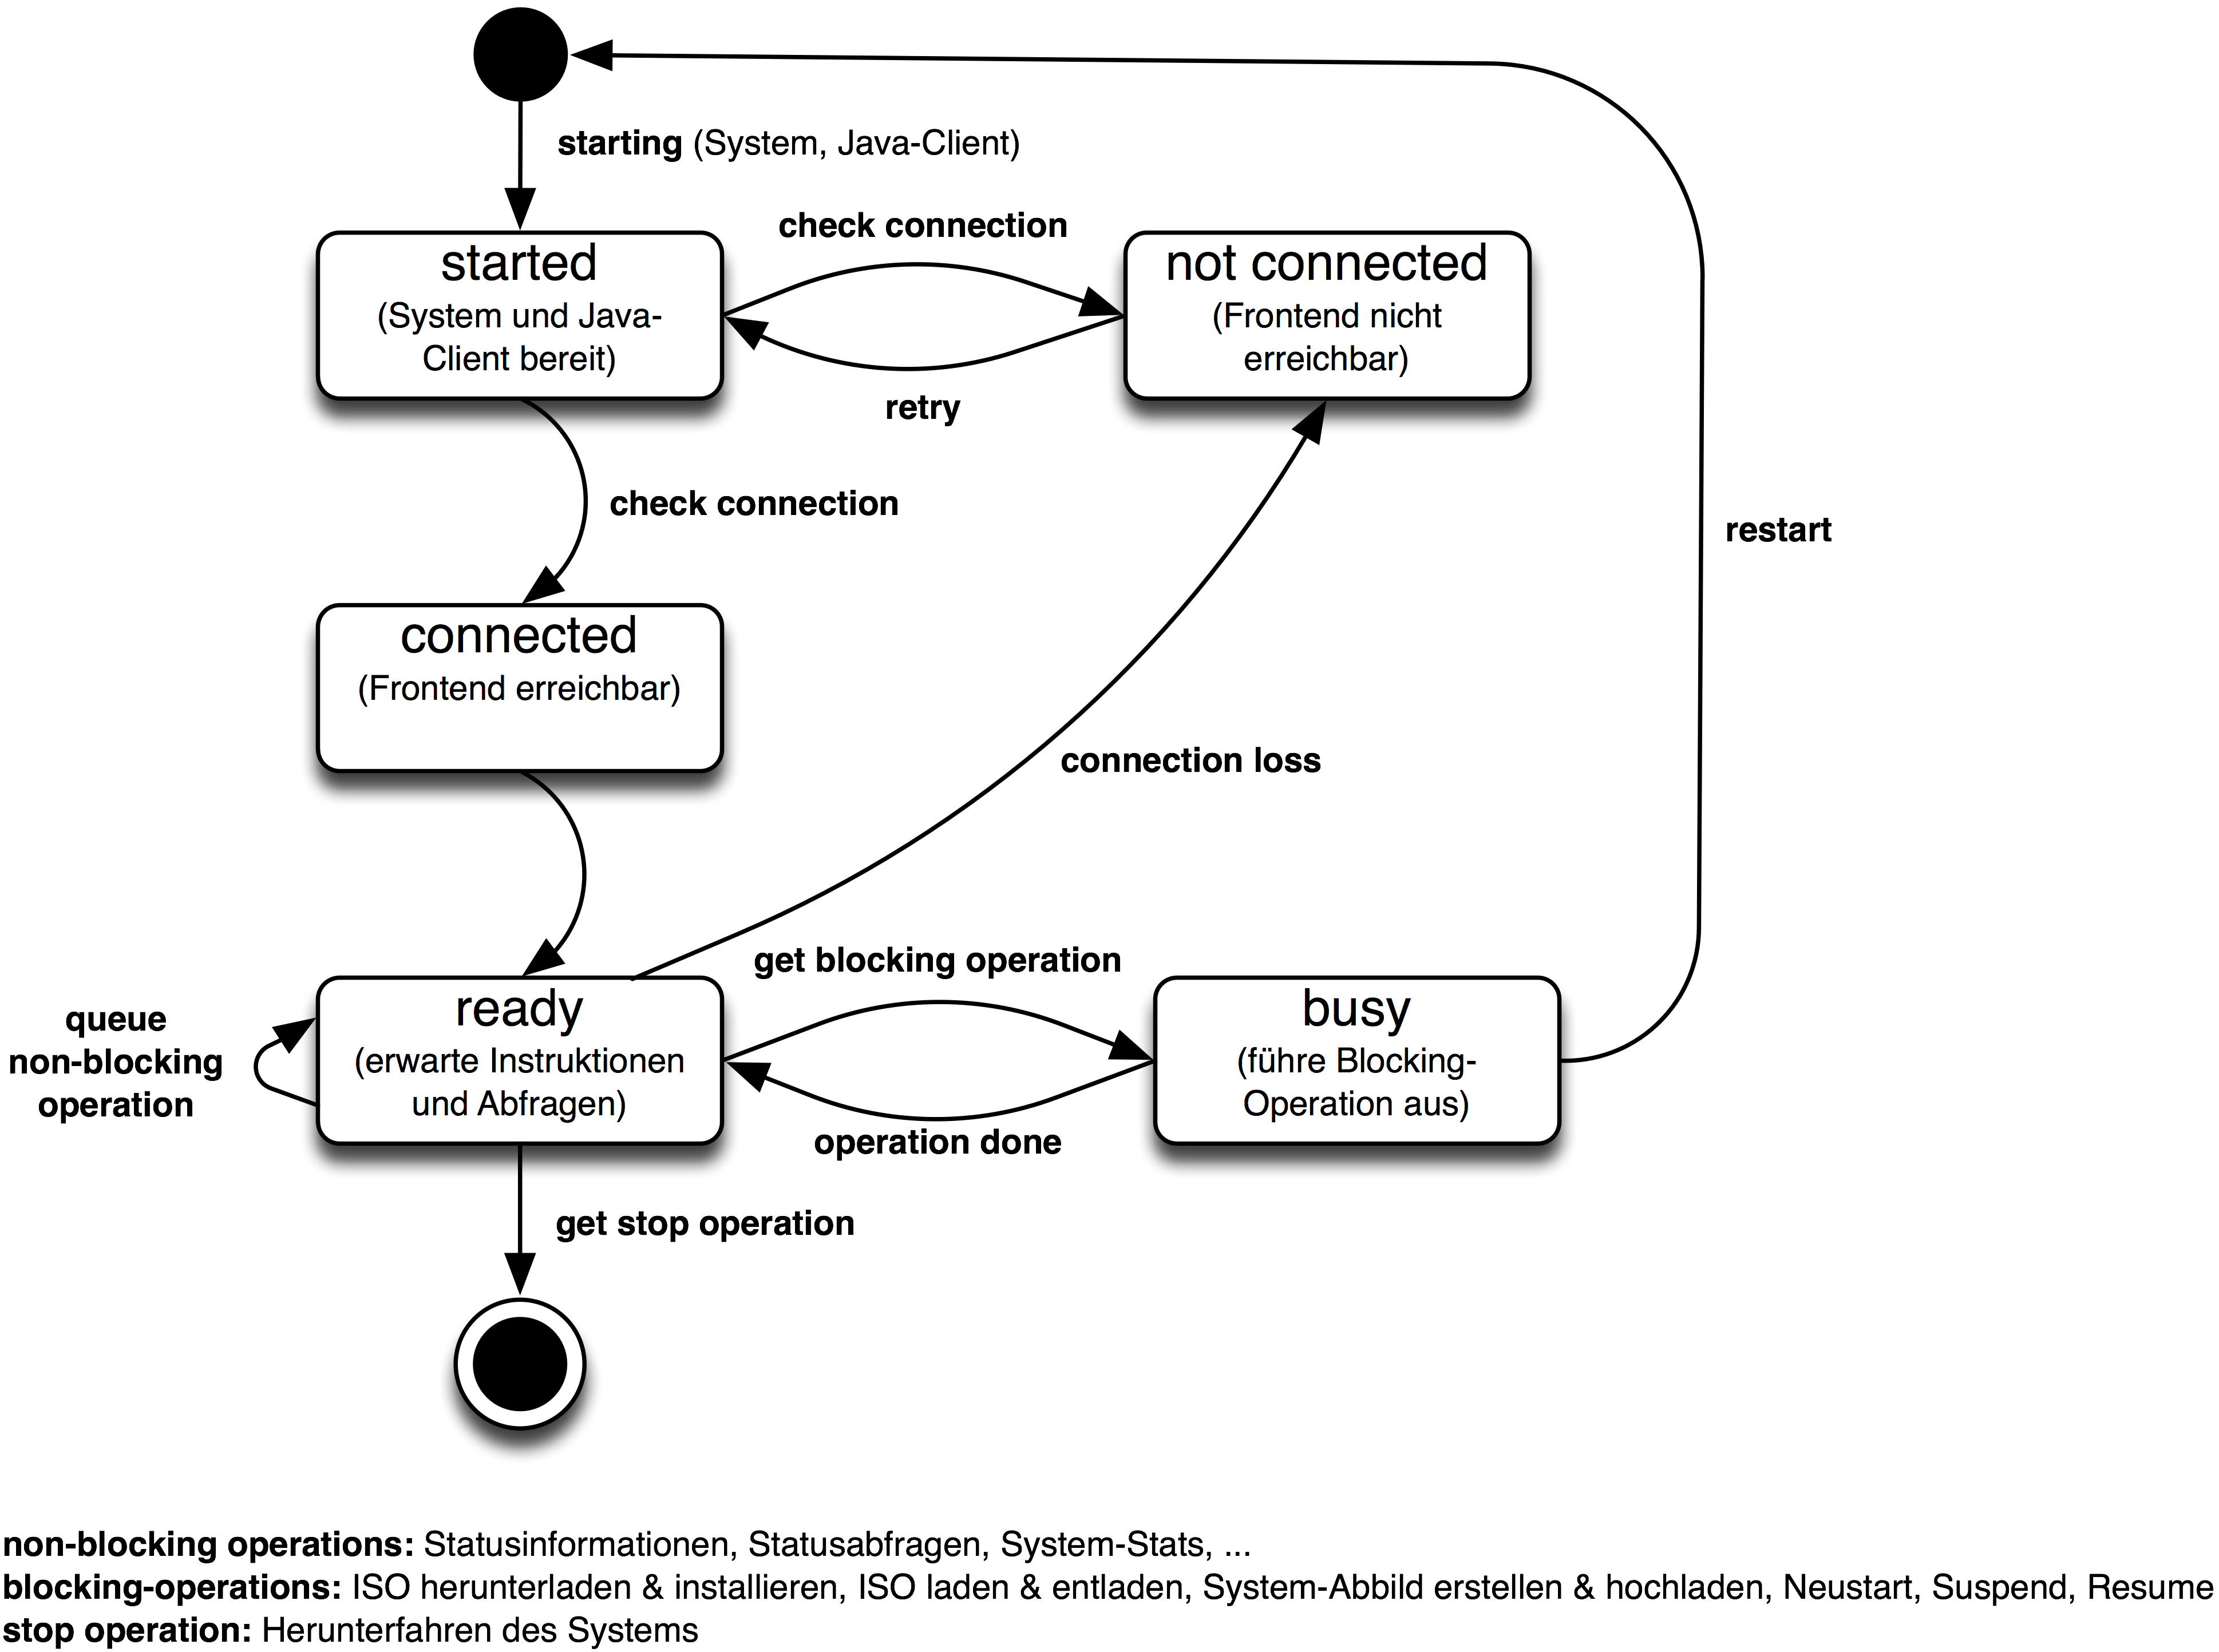 starting (System, Java-Client)
started
(System und Java-
Client bereit)
check connection
retry
not connected
(Frontend nicht
erreichbar)
check connection
restart
connected
(Frontend erreichbar)
connection loss
queue
non-blocking
operation
ready
(erwarte Instruktionen
und Abfragen)
get blocking operation
operation done
busy
(führe Blocking-
Operation aus)
get stop operation
non-blocking operations: Statusinformationen, Statusabfragen, System-Stats, ...
blocking-operations: ISO herunterladen & installieren, ISO laden & entladen, System-Abbild erstellen & hochladen, Neustart, Suspend, Resume
stop operation: Herunterfahren des Systems